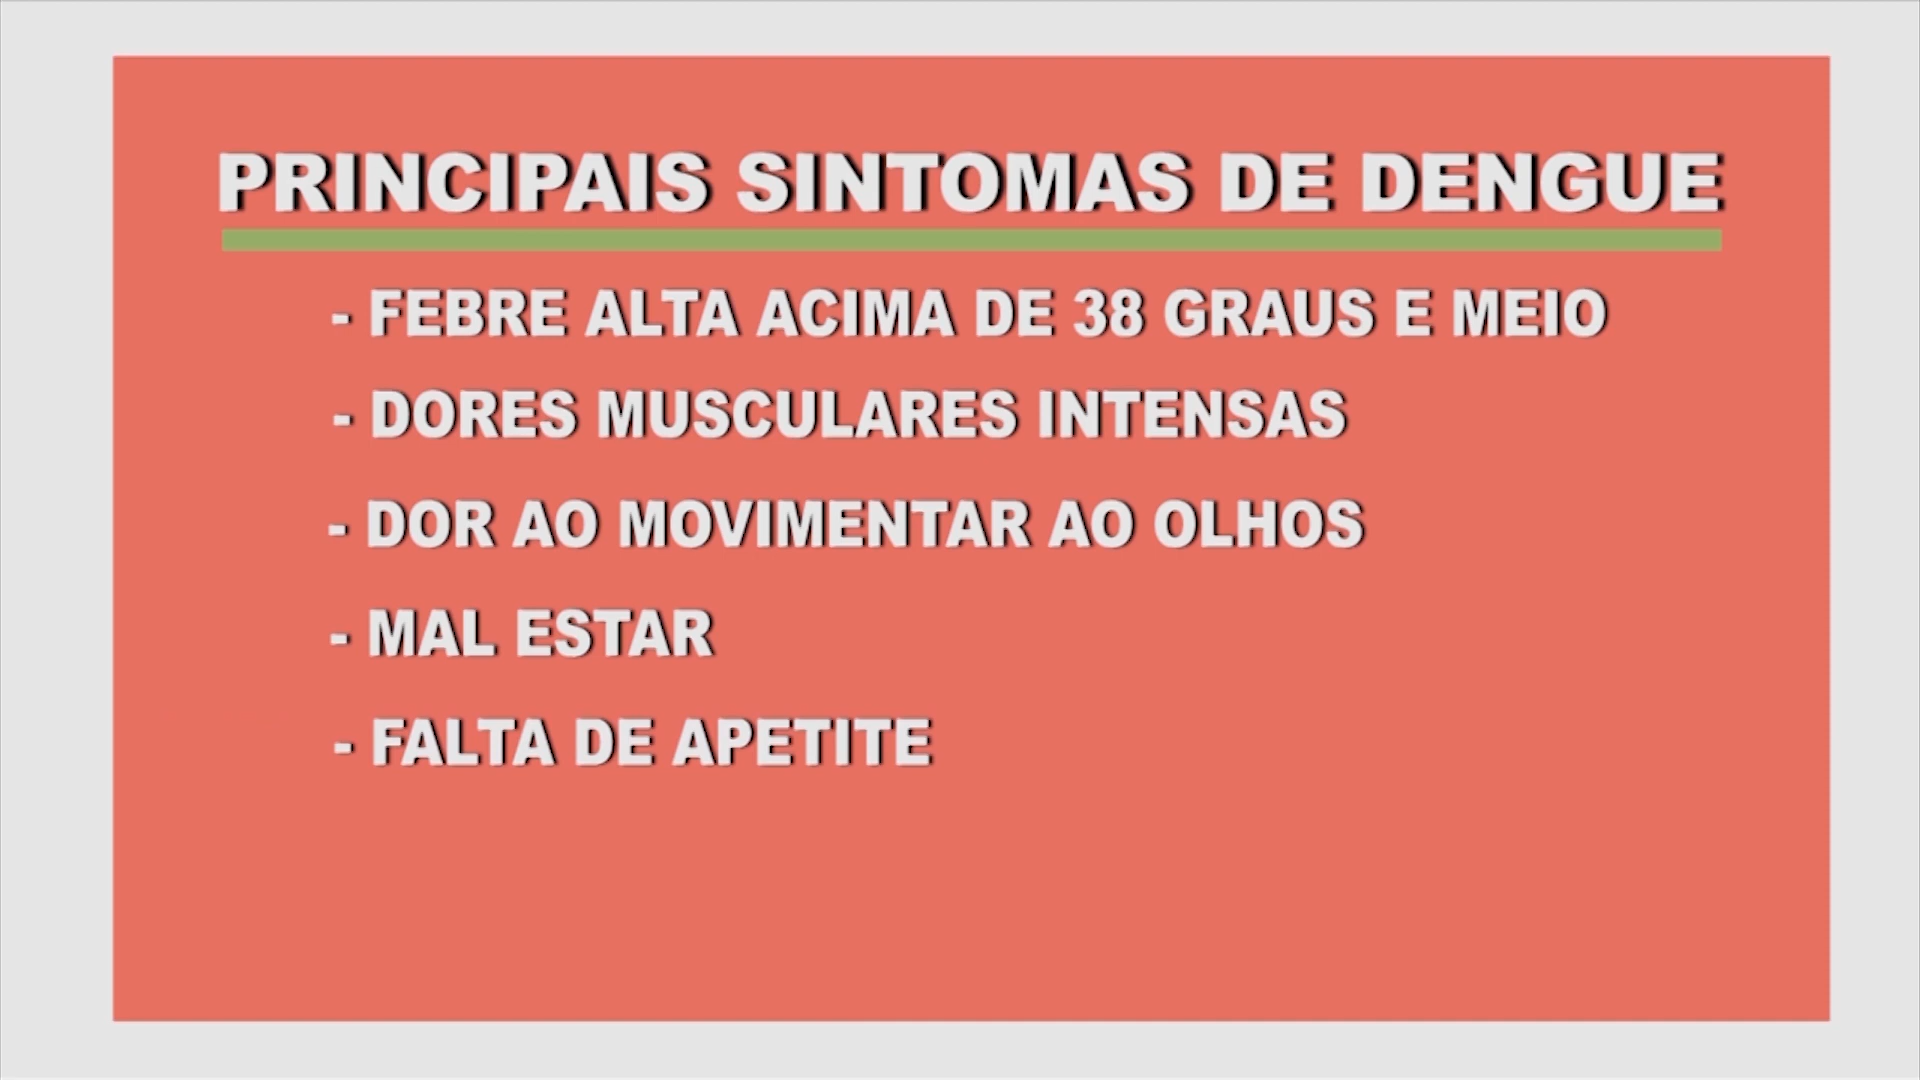 PRINCIPAIS SINTOMAS DE DENGUE
- FEBRE ALTA ACIMA DE 38 GRAUS E MEIO
- DORES MUSCULARES INTENSAS
- DOR AO MOVIMENTAR AO OLHOS
- MAL ESTAR
- FALTA DE APETITE